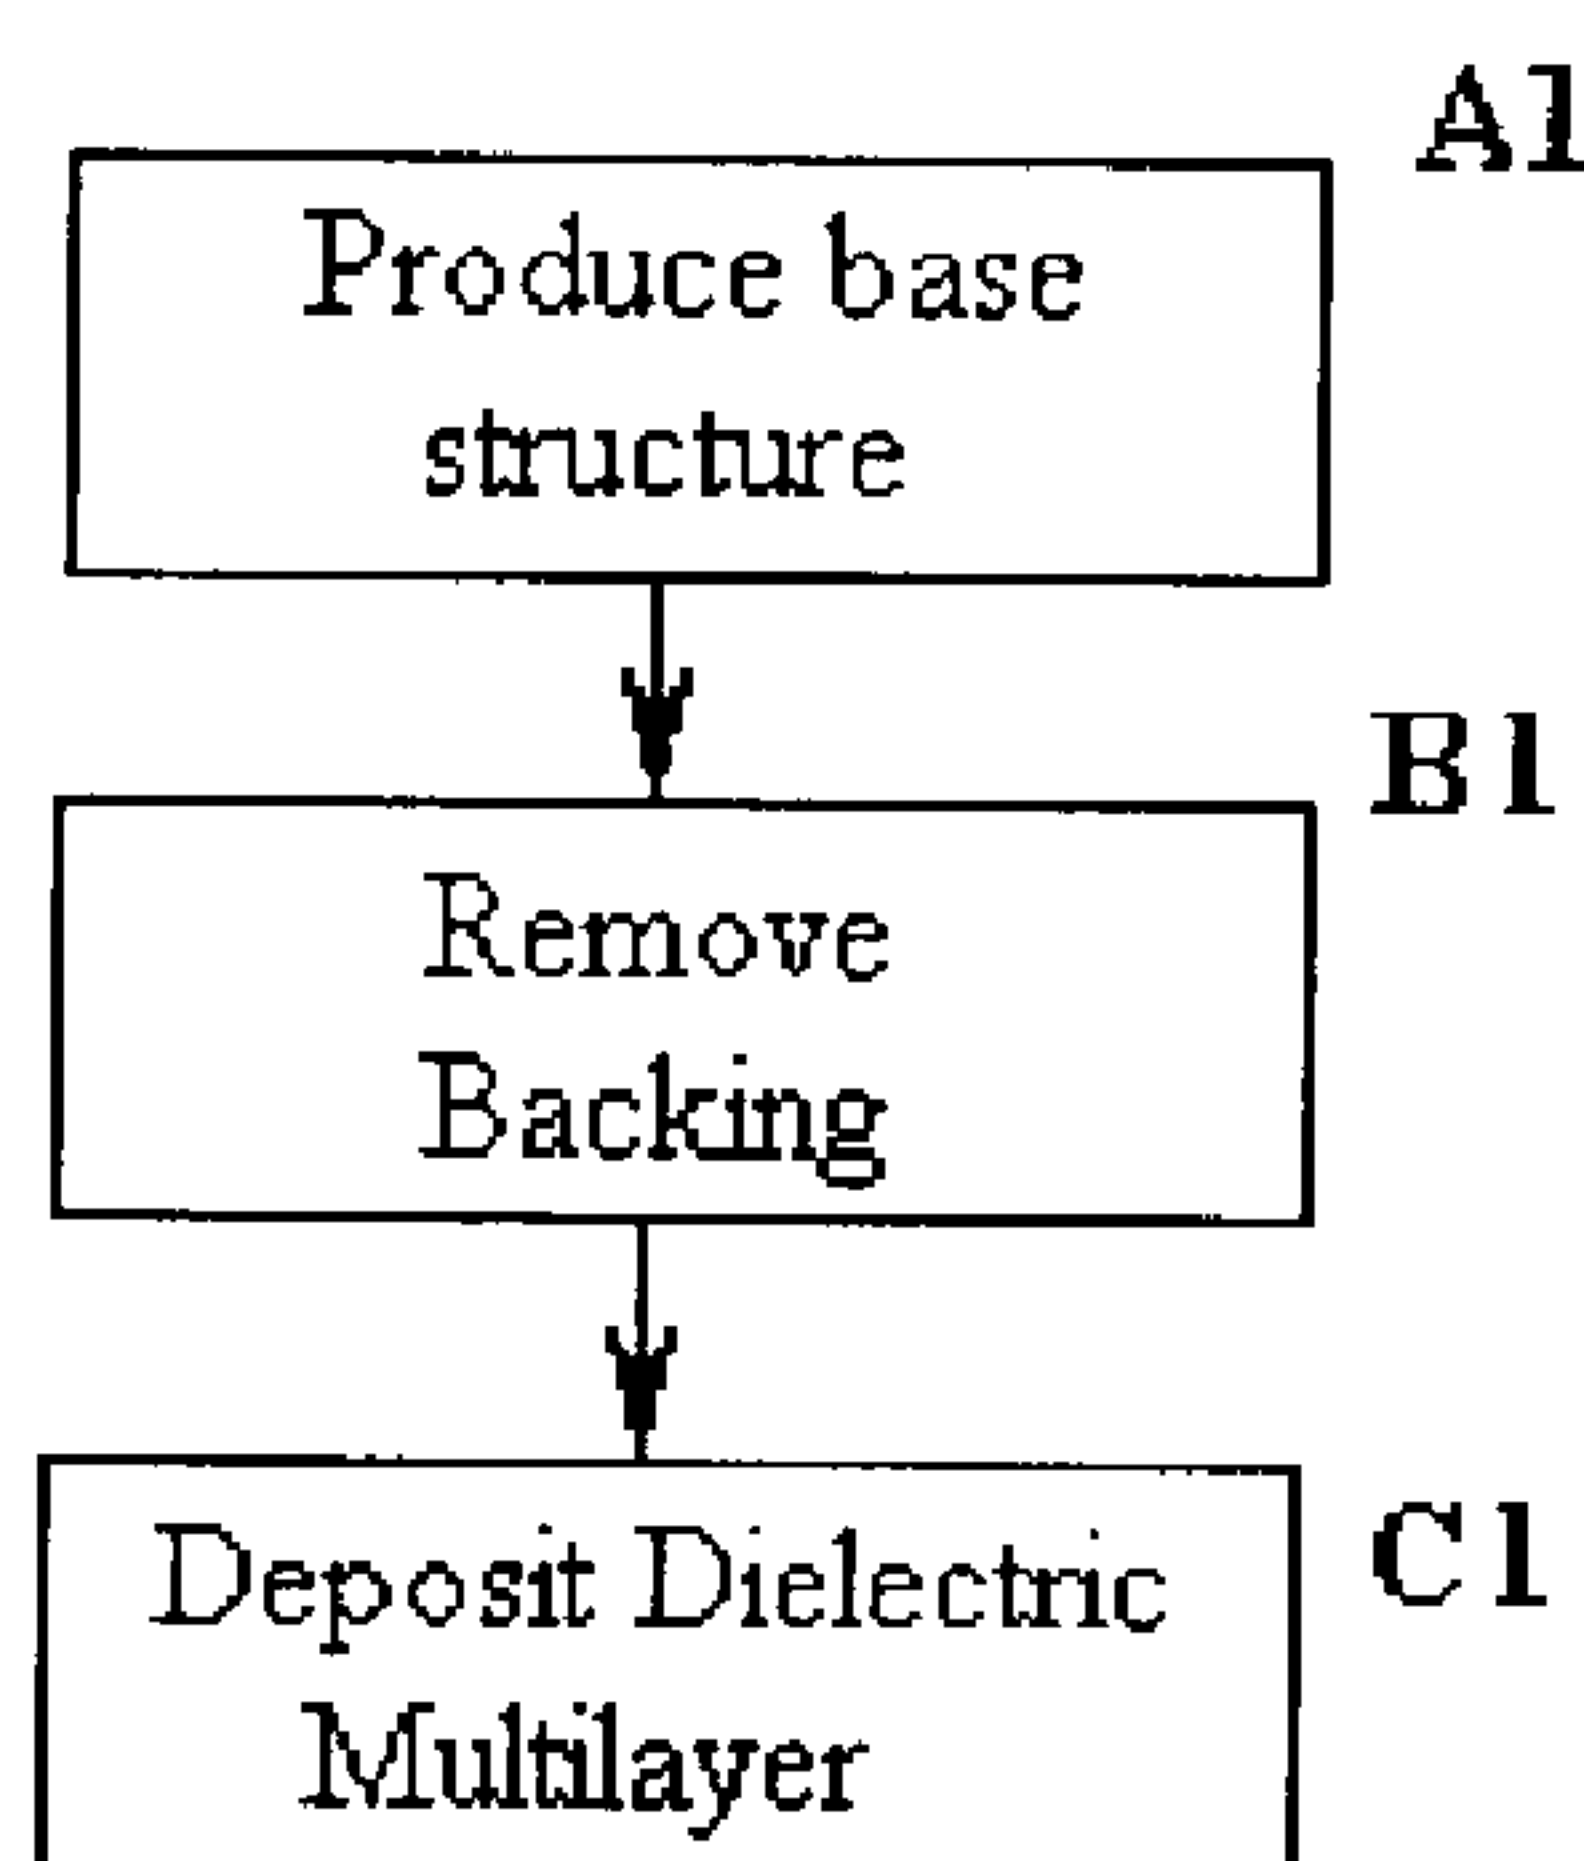 A1
Produce base
structure
B1
Remove
Backing
C1
Deposit Dielectric
Multilayer